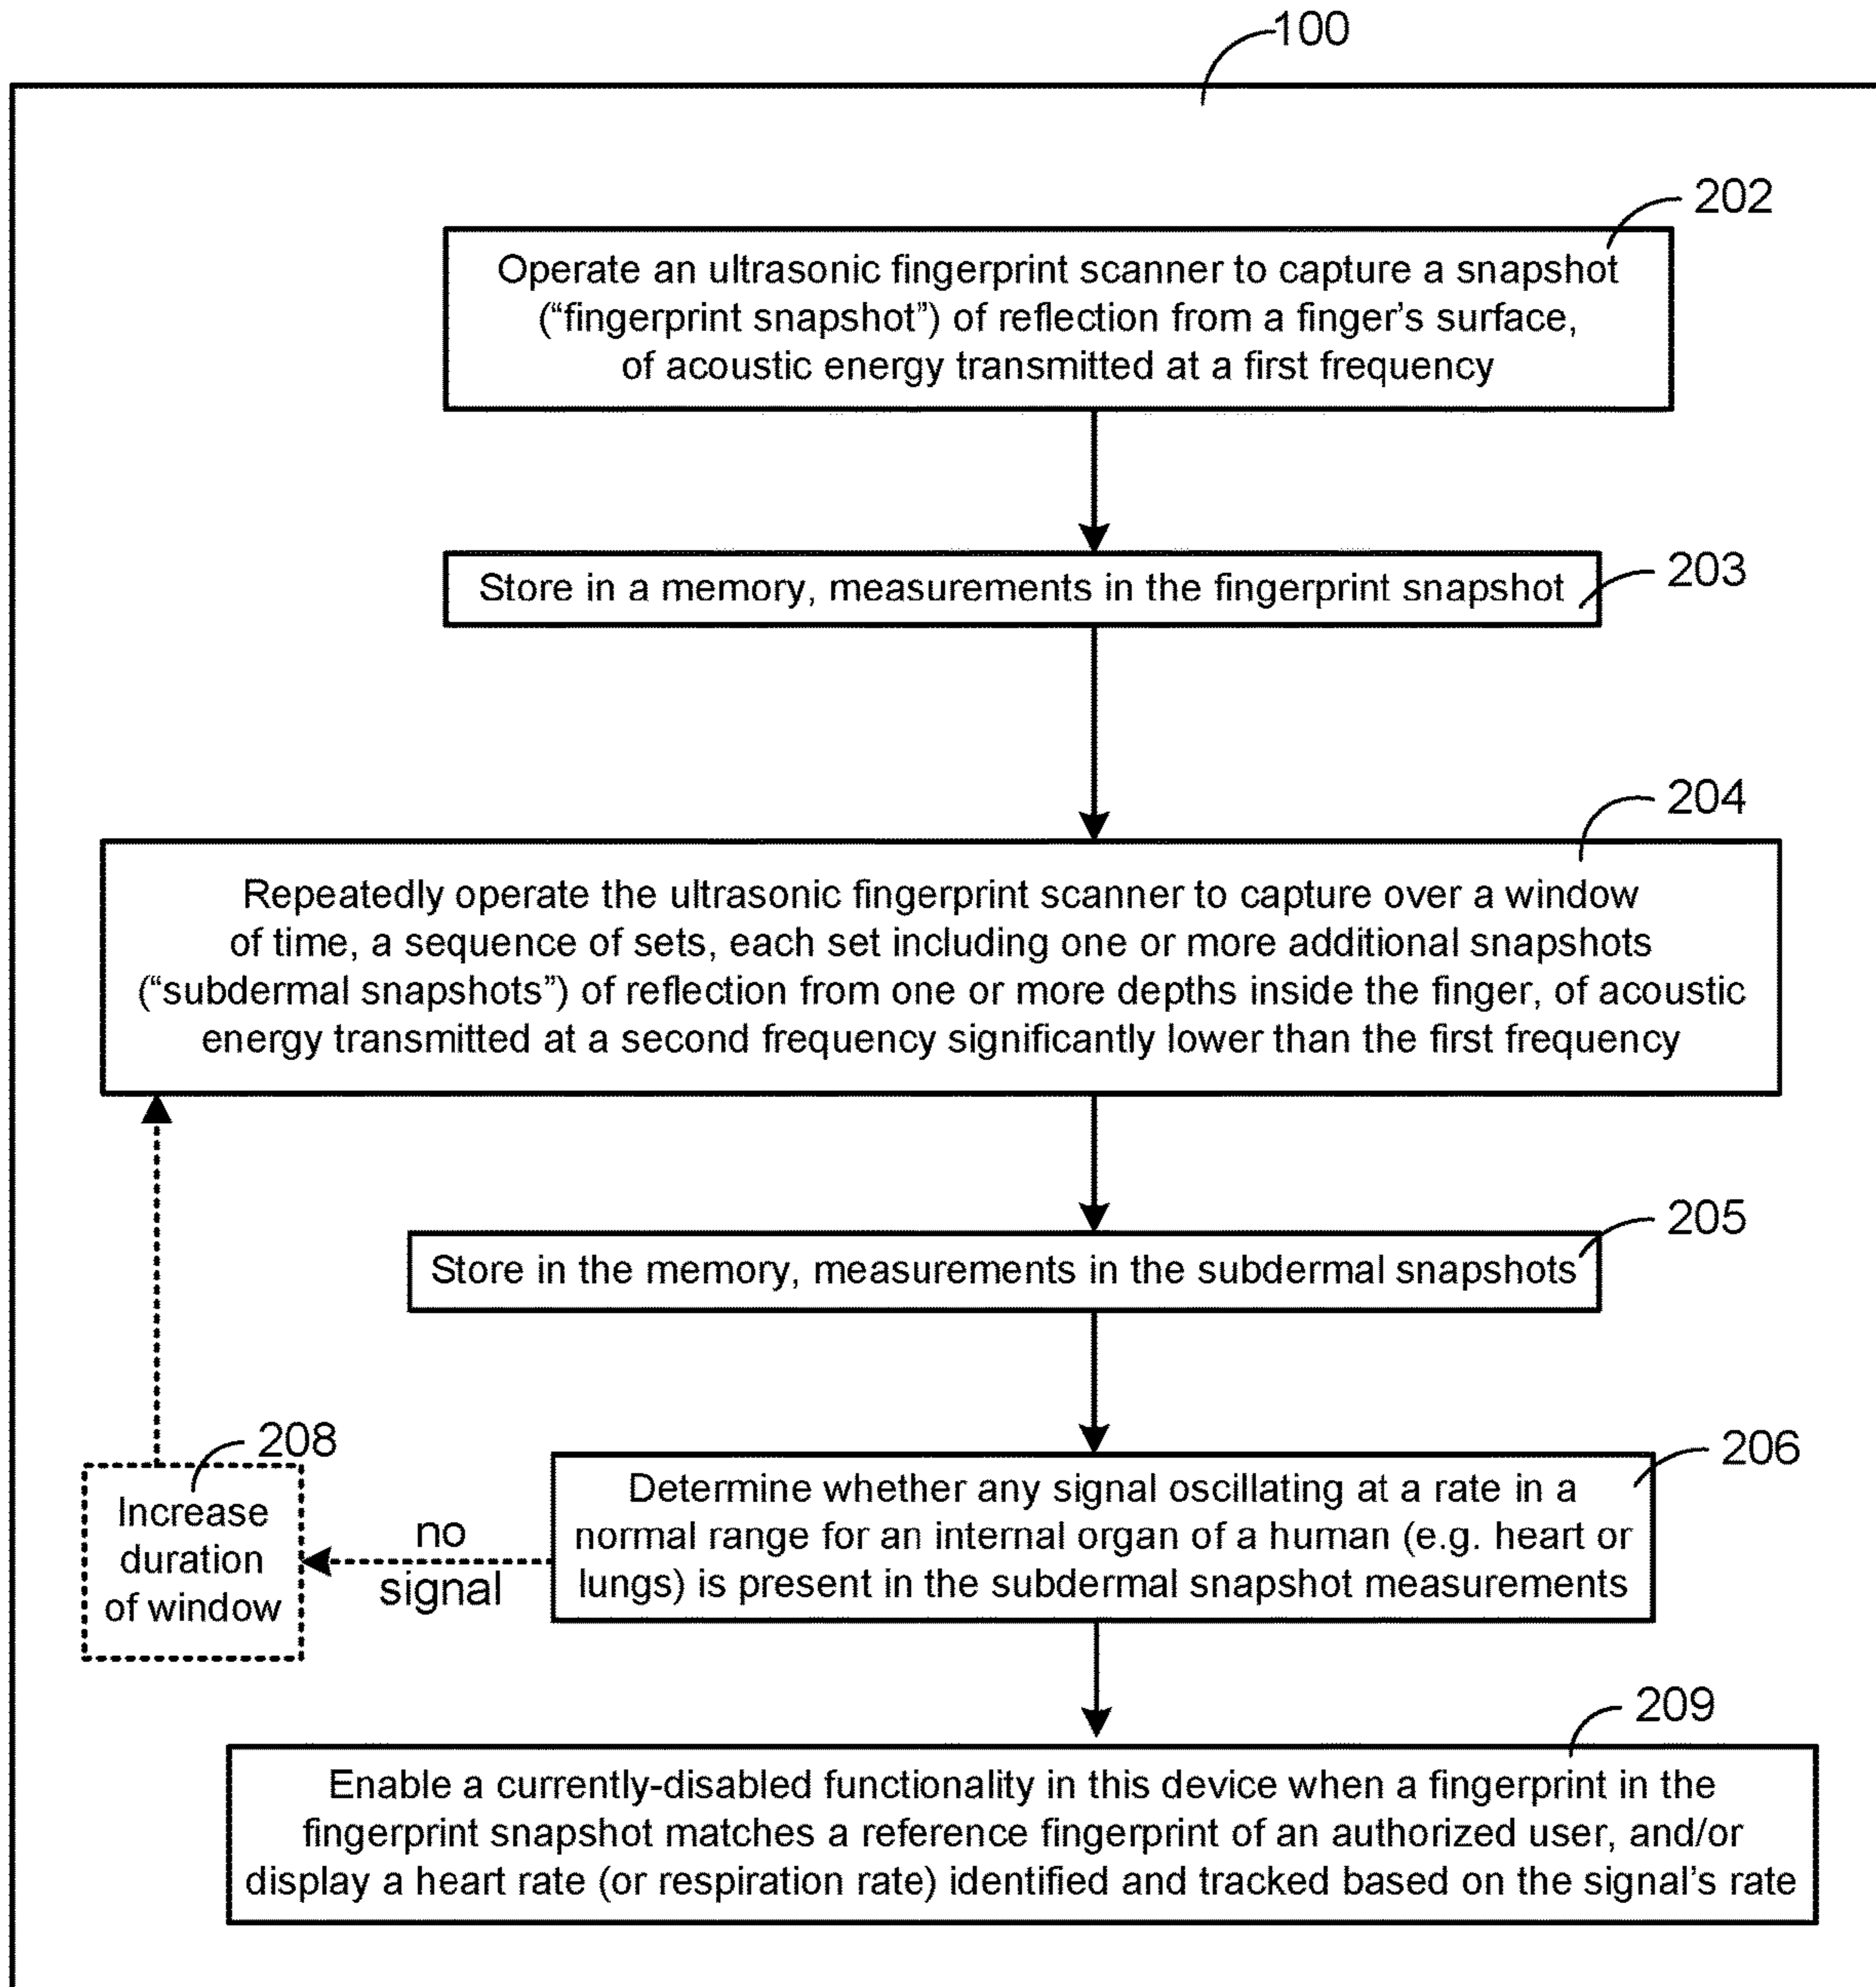 100
202
Operate an ultrasonic fingerprint scanner to capture a snapshot
(“fingerprint snapshot”) of reflection from a finger’s surface,
of acoustic energy transmitted at a first frequency
203
Store in a memory, measurements in the fingerprint snapshot
204
Repeatedly operate the ultrasonic fingerprint scanner to capture over a window
of time, a sequence of sets, each set including one or more additional snapshots
(“subdermal snapshots”) of reflection from one or more depths inside the finger, of acoustic
energy transmitted at a second frequency significantly lower than the first frequency
205
Store in the memory, measurements in the subdermal snapshots
206
Determine whether any signal oscillating at a rate in a
normal range for an internal organ of a human (e.g. heart or
lungs) is present in the subdermal snapshot measurements
no
signal
208
Increase
duration
of window
209
Enable a currently-disabled functionality in this device when a fingerprint in the
fingerprint snapshot matches a reference fingerprint of an authorized user, and/or
display a heart rate (or respiration rate) identified and tracked based on the signal’s rate